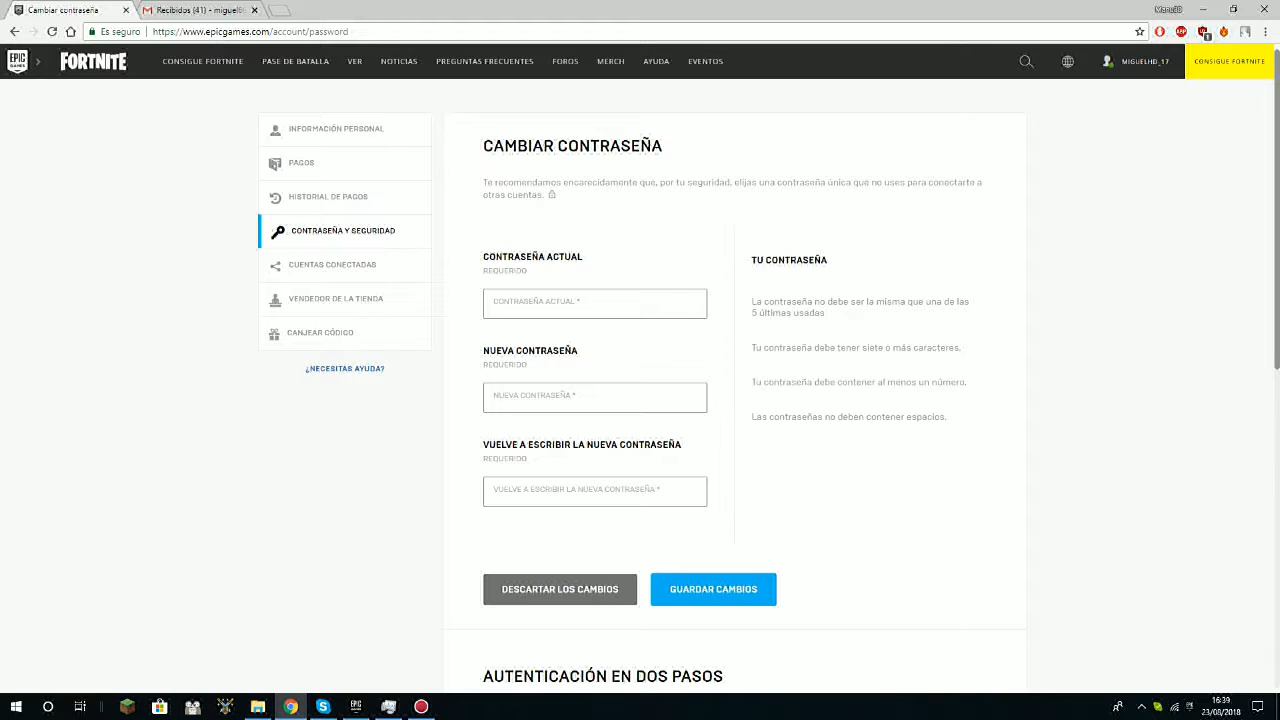 Cambiar contraseña
Recibidos (41) - miguel6
Es seguro
https://www.epicgames.com/account/password
EPIC GAMES
FORTNITE
CONSIGUE FORTNITE
PASE DE BATALLA
VER
NOTICIAS
PREGUNTAS FRECUENTES
FOROS
MERCH
AYUDA
EVENTOS
MIGUELHD_17
CONSIGUE FORTNITE
INFORMACIÓN PERSONAL
PAGOS
HISTORIAL DE PAGOS
CONTRASEÑA Y SEGURIDAD
CUENTAS CONECTADAS
VENDEDOR DE LA TIENDA
CANJEAR CÓDIGO
¿NECESITAS AYUDA?
CAMBIAR CONTRASEÑA
Te recomendamos encarecidamente que, por tu seguridad, elijas una contraseña única que no uses para conectarte a
otras cuentas.
CONTRASEÑA ACTUAL
REQUERIDO
CONTRASEÑA ACTUAL *
NUEVA CONTRASEÑA
REQUERIDO
NUEVA CONTRASEÑA *
VUELVE A ESCRIBIR LA NUEVA CONTRASEÑA
REQUERIDO
VUELVE A ESCRIBIR LA NUEVA CONTRASEÑA *
TU CONTRASEÑA
La contraseña no debe ser la misma que una de las
5 últimas usadas
Tu contraseña debe tener siete o más caracteres.
Tu contraseña debe contener al menos un número.
Las contraseñas no deben contener espacios.
DESCARTAR LOS CAMBIOS
GUARDAR CAMBIOS
AUTENTICACIÓN EN DOS PASOS
16:39
23/08/2018